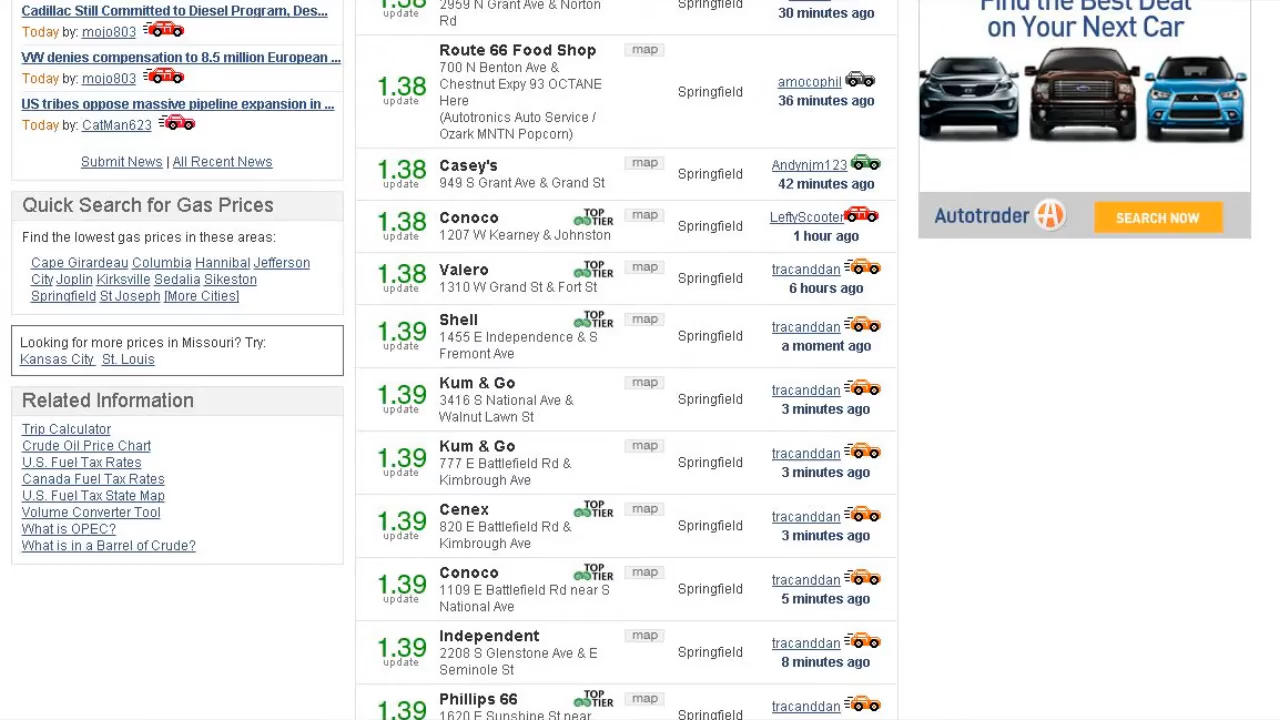 Cadillac Still Committed to Diesel Program, Des...
Today by: mojo803
VW denies compensation to 8.5 million European ...
Today by: mojo803
US tribes oppose massive pipeline expansion in ...
Today by: CatMan623
Submit News | All Recent News
Quick Search for Gas Prices
Find the lowest gas prices in these areas:
Cape Girardeau Columbia Hannibal Jefferson
City Joplin Kirksville Sedalia Sikeston
Springfield St Joseph [More Cities]
Looking for more prices in Missouri? Try:
Kansas City St. Louis
Related Information
Trip Calculator
Crude Oil Price Chart
U.S. Fuel Tax Rates
Canada Fuel Tax Rates
U.S. Fuel Tax State Map
Volume Converter Tool
What is OPEC?
What is in a Barrel of Crude?
1.38
update
2959 N Grant Ave & Norton
Rd
30 minutes ago
1.38
update
Route 66 Food Shop
700 N Benton Ave &
Chestnut Expy 93 OCTANE
Here
(Autotronics Auto Service /
Ozark MNTN Popcorn)
map
Springfield
amocophil
36 minutes ago
1.38
update
Casey's
949 S Grant Ave & Grand St
map
Springfield
Andynjm123
42 minutes ago
1.38
update
Conoco
1207 W Kearney & Johnston
TOP
TIER
map
Springfield
LeftyScooter
1 hour ago
1.38
update
Valero
1310 W Grand St & Fort St
TOP
TIER
map
Springfield
tracanddan
6 hours ago
1.39
update
Shell
1455 E Independence & S
Fremont Ave
TOP
TIER
map
Springfield
tracanddan
a moment ago
1.39
update
Kum & Go
3416 S National Ave &
Walnut Lawn St
map
Springfield
tracanddan
3 minutes ago
1.39
update
Kum & Go
777 E Battlefield Rd &
Kimbrough Ave
map
Springfield
tracanddan
3 minutes ago
1.39
update
Cenex
820 E Battlefield Rd &
Kimbrough Ave
TOP
TIER
map
Springfield
tracanddan
3 minutes ago
1.39
update
Conoco
1109 E Battlefield Rd near S
National Ave
TOP
TIER
map
Springfield
tracanddan
5 minutes ago
1.39
update
Independent
2208 S Glenstone Ave & E
Seminole St
map
Springfield
tracanddan
8 minutes ago
1.39
Phillips 66
1620 E Sunshine St near
TOP
TIER
map
Springfield
tracanddan
Find the Best Deal
on Your Next Car
Autotrader
SEARCH NOW